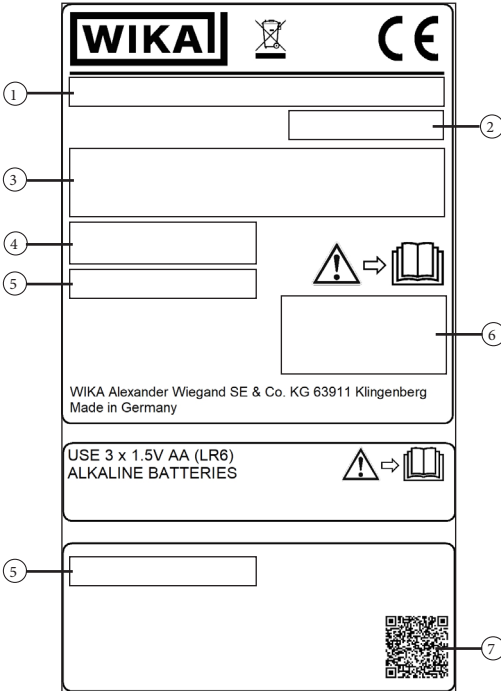 WIKA
CE
1
2
3
4
5
6
WIKA Alexander Wiegand SE & Co. KG 63911 Klingenberg
Made in Germany
USE 3 x 1.5V AA (LR6)
ALKALINE BATTERIES
5
7